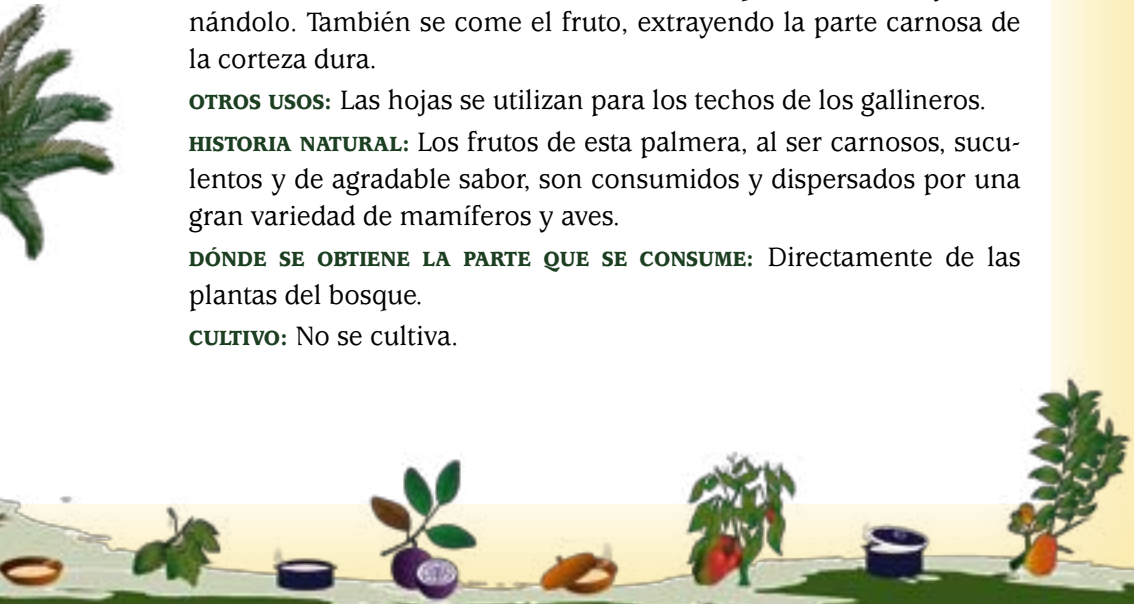 nándolo. También se come el fruto, extrayendo la parte carnosa de
la corteza dura.
OTROS USOS: Las hojas se utilizan para los techos de los gallineros.
HISTORIA NATURAL: Los frutos de esta palmera, al ser carnosos, sucu-
lentos y de agradable sabor, son consumidos y dispersados por una
gran variedad de mamíferos y aves.
DÓNDE SE OBTIENE LA PARTE QUE SE CONSUME: Directamente de las
plantas del bosque.
CULTIVO: No se cultiva.